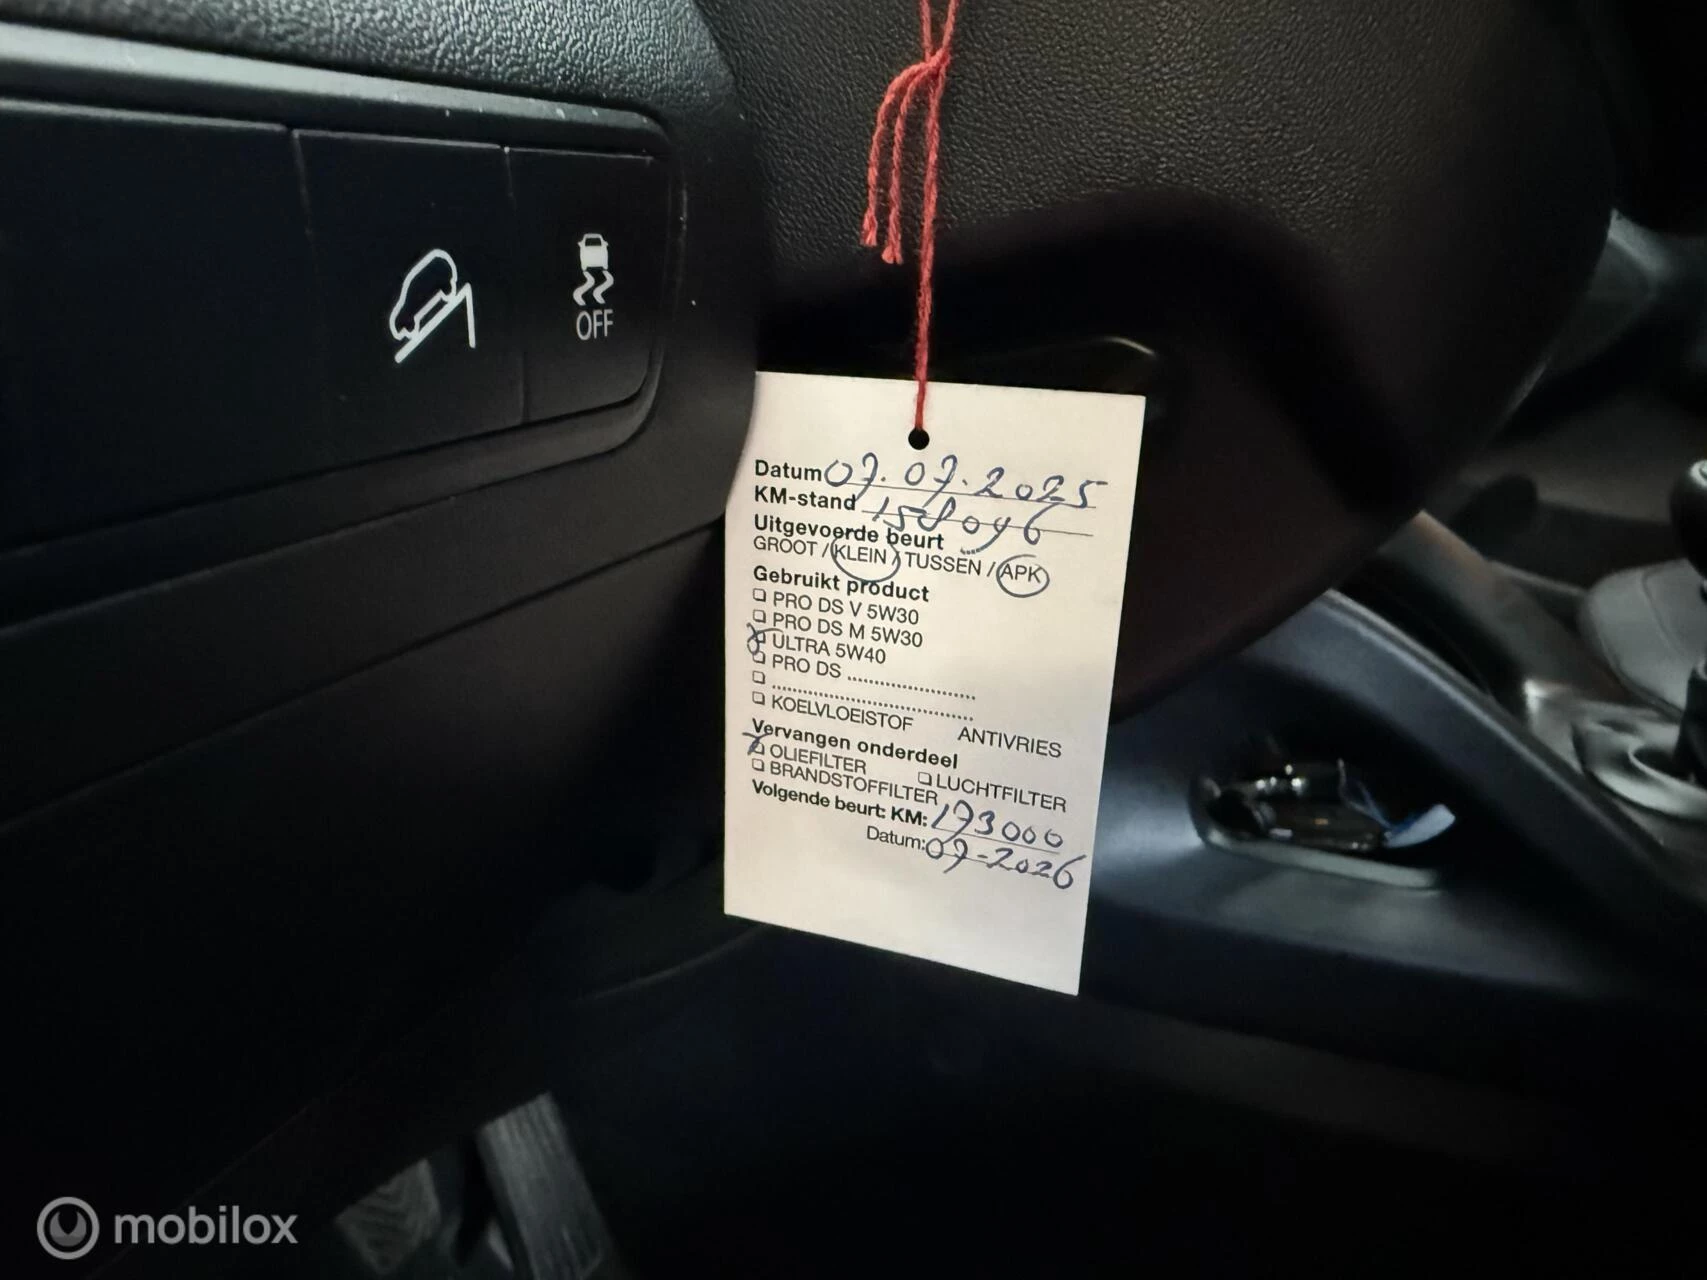 OFF
Datum 07.07.2025
KM-stand 158046
Uitgevoerde beurt
GROOT / KLEIN / TUSSEN / APK
Gebruikt product
PRO DS V 5W30
PRO DS M 5W30
ULTRA 5W40
PRO DS ........................
........................
KOELVLOEISTOF ANTIVRIES
Vervangen onderdeel
OLIEFILTER LUCHTFILTER
BRANDSTOFFILTER
Volgende beurt: KM: 173000
Datum: 07-2026
mobilox